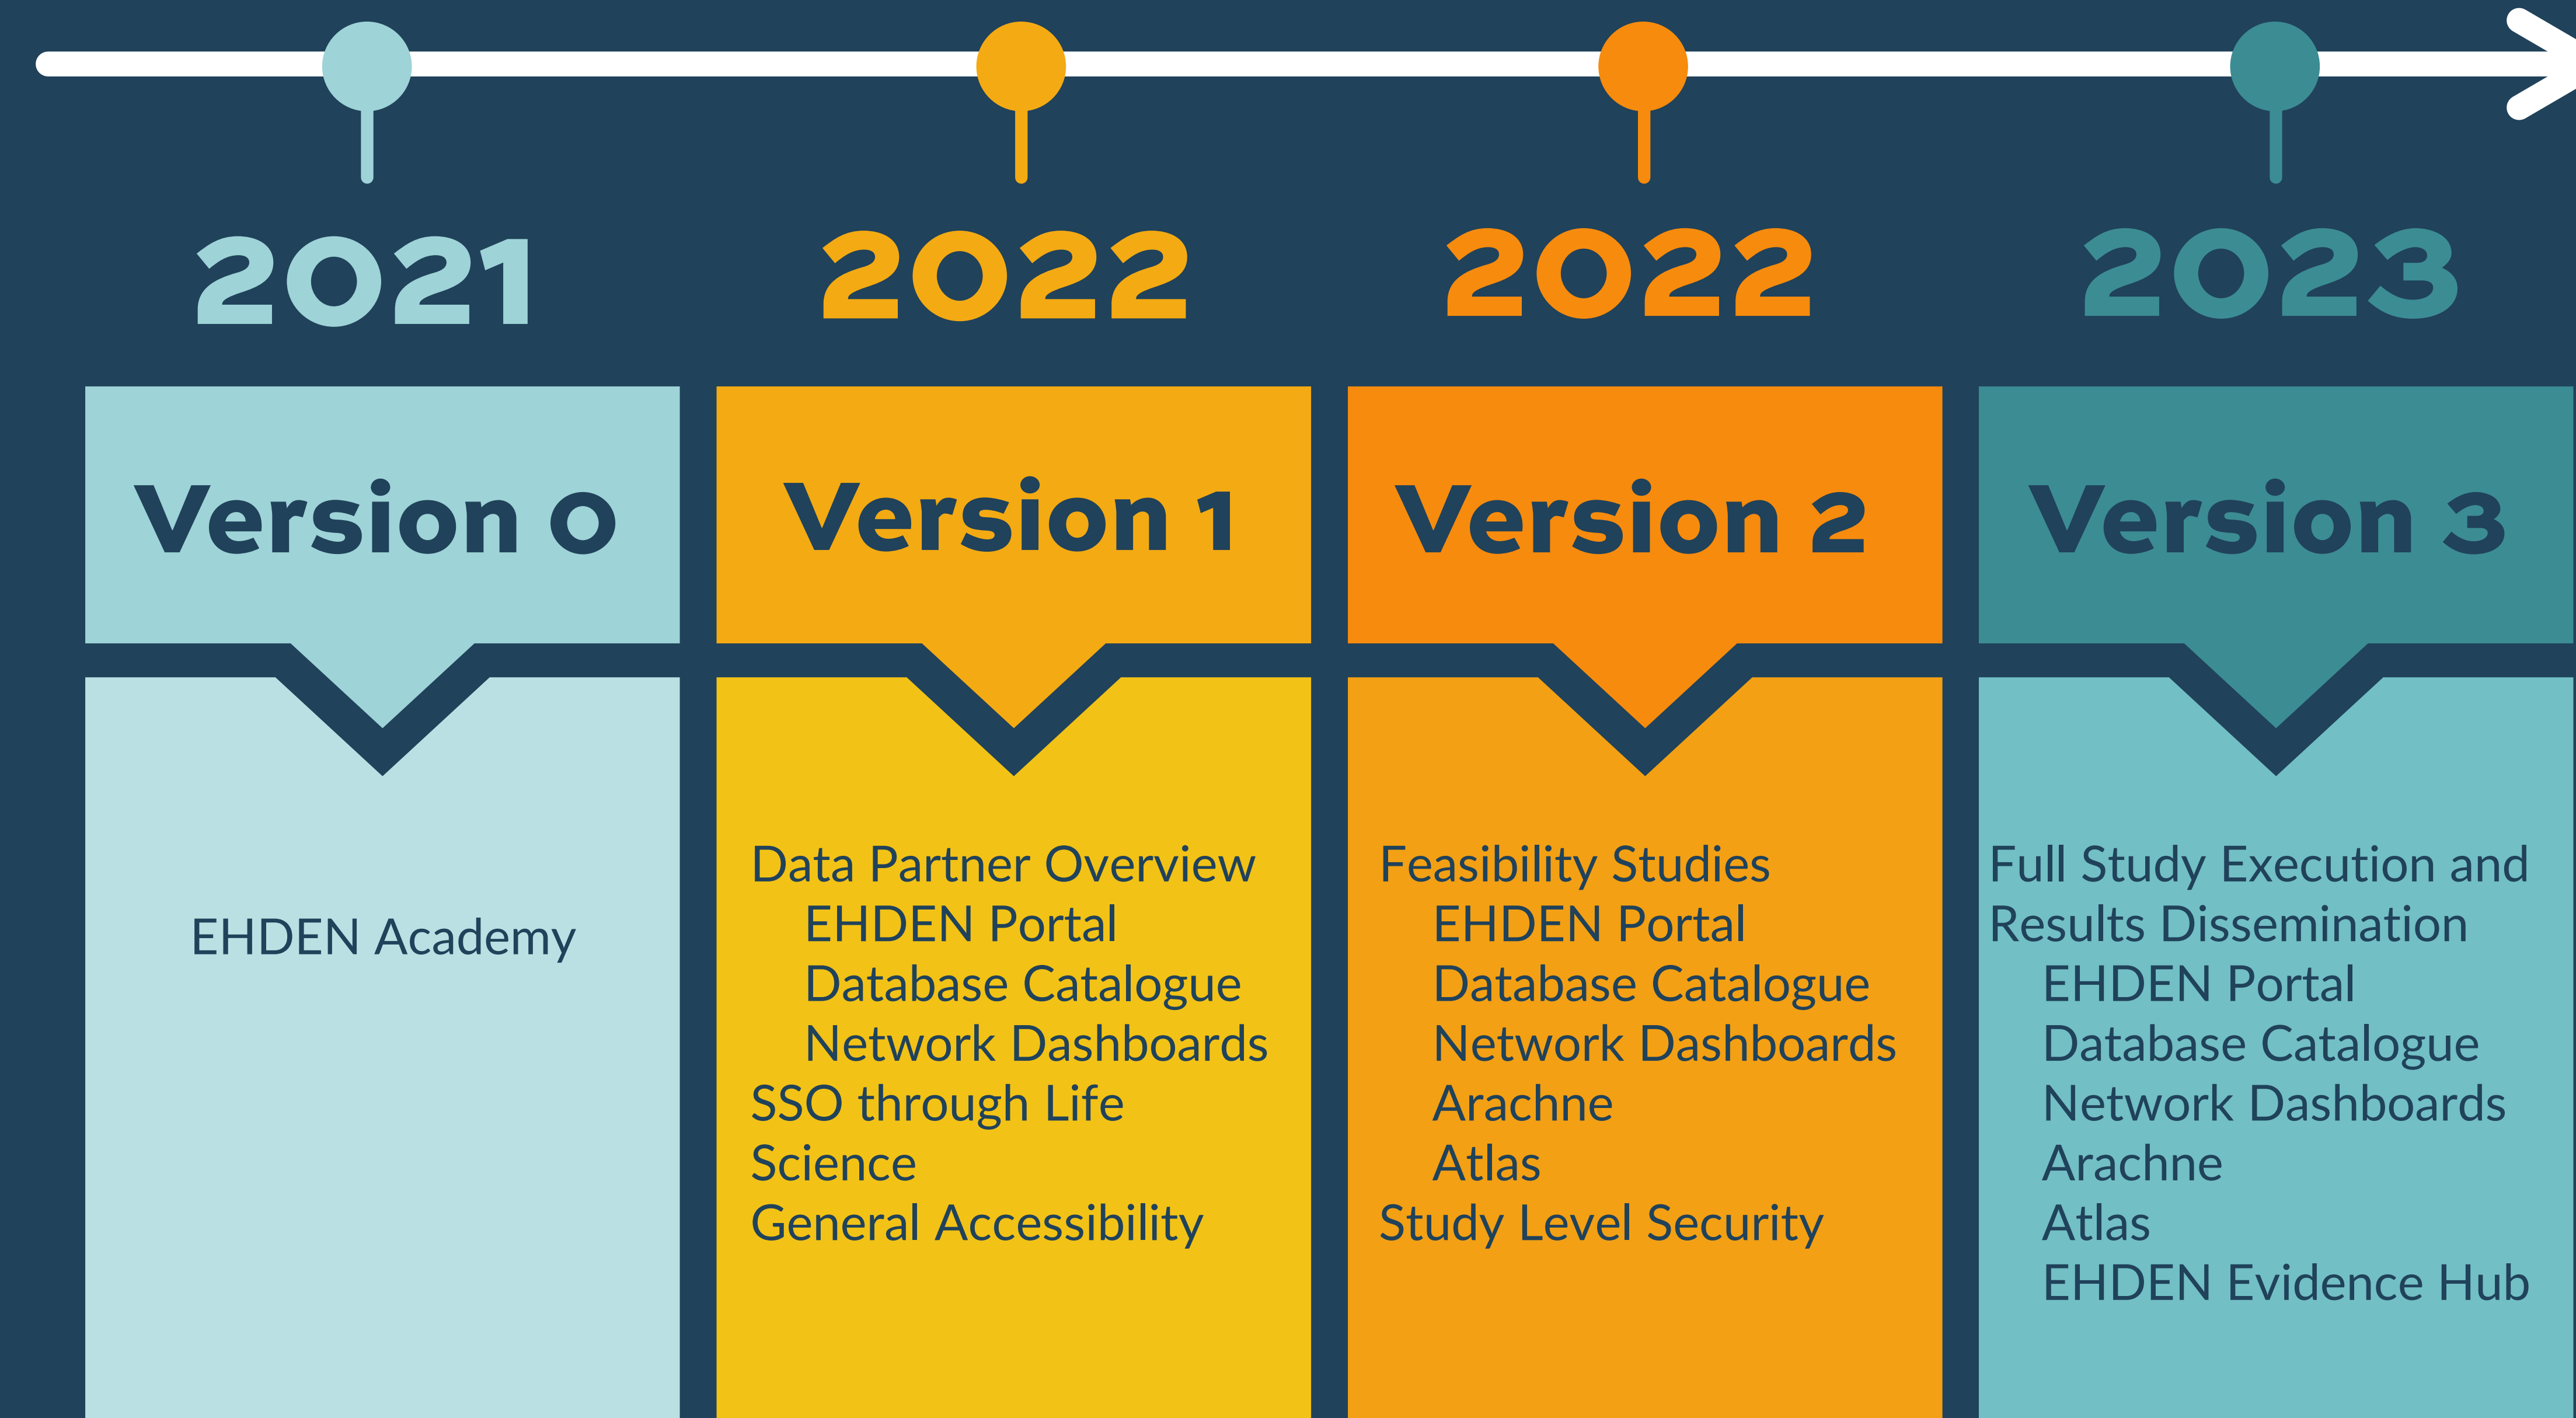 2021
2022
2022
2023
Version 0
Version 1
Version 2
Version 3
EHDEN Academy
Data Partner Overview
EHDEN Portal
Database Catalogue
Network Dashboards
SSO through Life
Science
General Accessibility
Feasibility Studies
EHDEN Portal
Database Catalogue
Network Dashboards
Arachne
Atlas
Study Level Security
Full Study Execution and
Results Dissemination
EHDEN Portal
Database Catalogue
Network Dashboards
Arachne
Atlas
EHDEN Evidence Hub